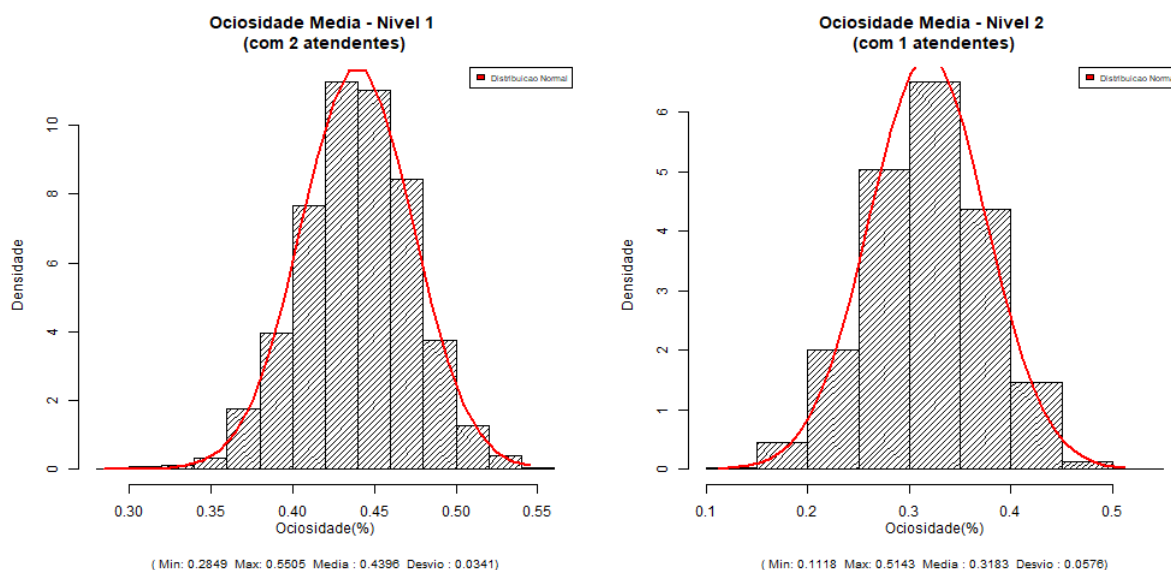 Ociosidade Media - Nivel 1
(com 2 atendentes)
Distribuicao Normal
Densidade
10
8
6
4
2
0
0.30 0.35 0.40 0.45 0.50 0.55
Ociosidade(%)
( Min: 0.2849 Max: 0.5505 Media : 0.4396 Desvio : 0.0341)
Ociosidade Media - Nivel 2
(com 1 atendentes)
Distribuicao Norma
Densidade
6
5
4
3
2
1
0
0.1 0.2 0.3 0.4 0.5
Ociosidade(%)
( Min: 0.1118 Max: 0.5143 Media : 0.3183 Desvio : 0.0576)